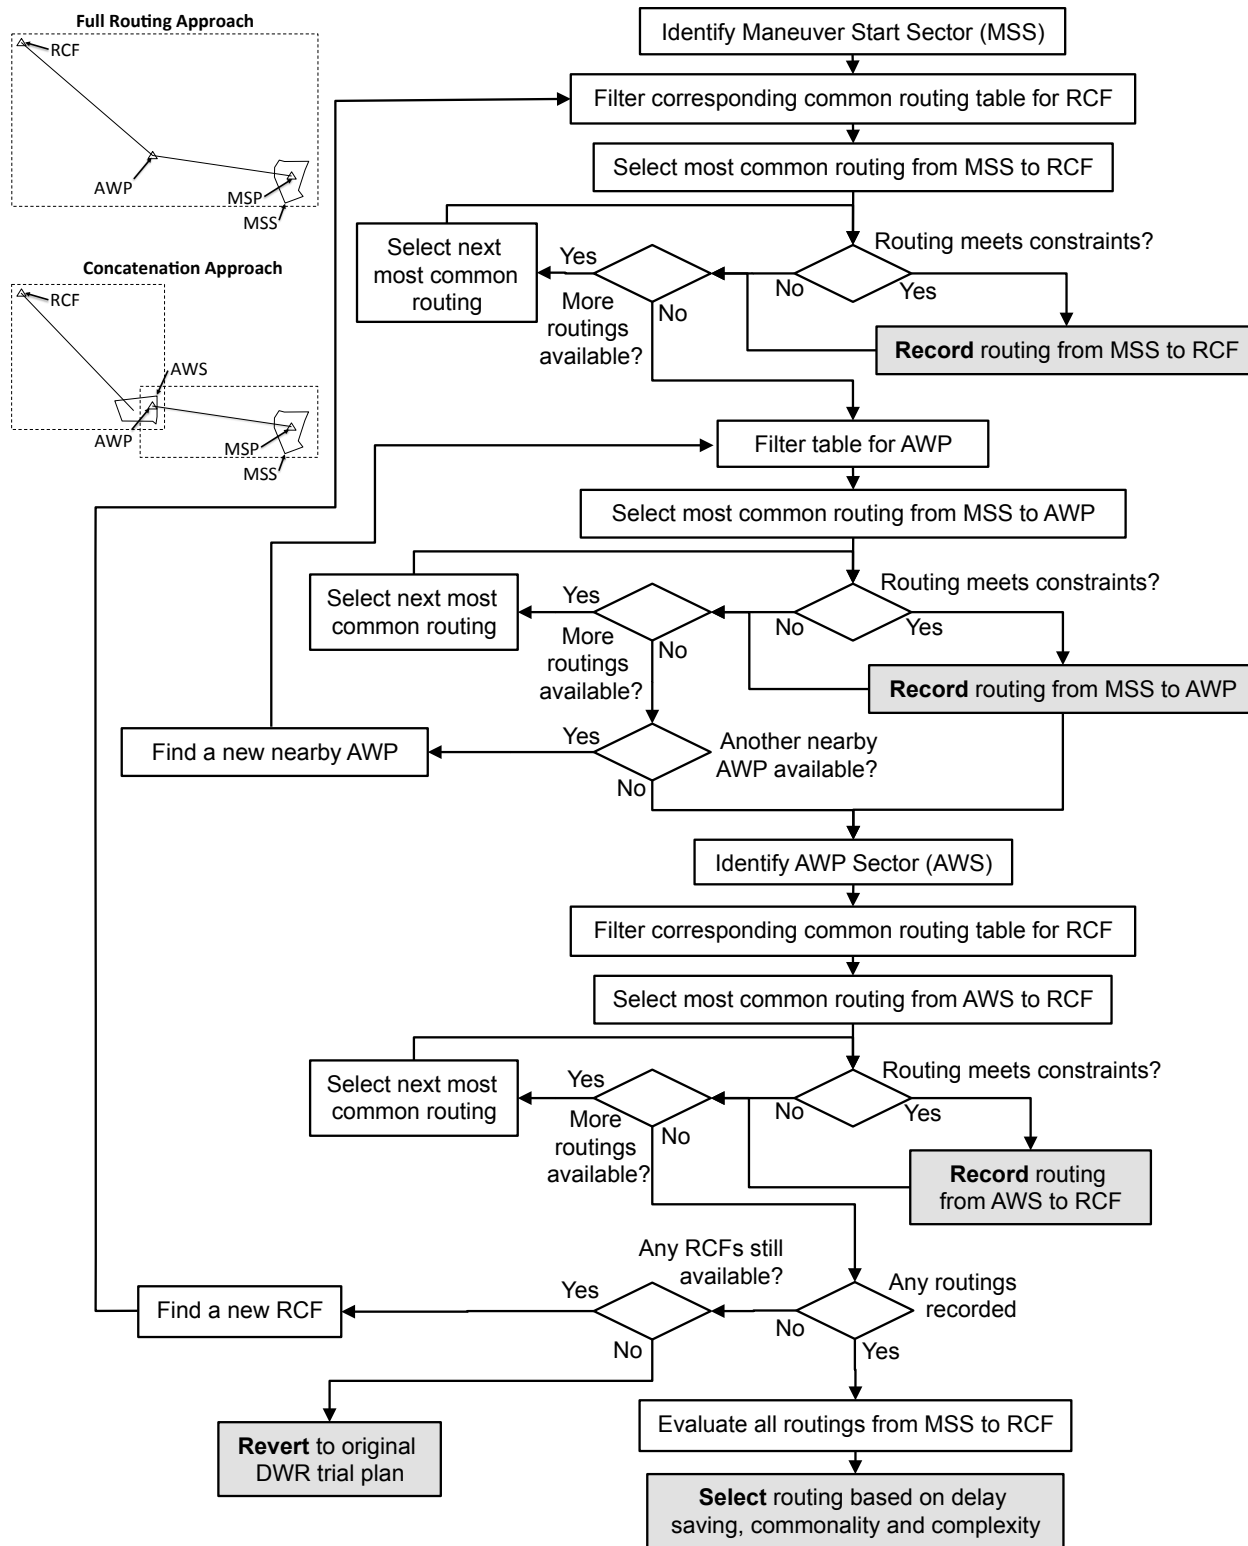 Full Routing Approach
RCF
AWP
MSP
MSS
Concatenation Approach
RCF
AWS
AWP
MSP
MSS
Identify Maneuver Start Sector (MSS)
Filter corresponding common routing table for RCF
Select most common routing from MSS to RCF
Routing meets constraints?
No
Yes
Record routing from MSS to RCF
More
routings
available?
Yes
No
Select next
most common
routing
Filter table for AWP
Select most common routing from MSS to AWP
Routing meets constraints?
No
Yes
Record routing from MSS to AWP
More
routings
available?
Yes
No
Select next most
common routing
Another nearby
AWP available?
Yes
No
Find a new nearby AWP
Identify AWP Sector (AWS)
Filter corresponding common routing table for RCF
Select most common routing from AWS to RCF
Routing meets constraints?
No
Yes
Record routing
from AWS to RCF
More
routings
available?
Yes
No
Select next most
common routing
Any routings
recorded
No
Yes
Any RCFs still
available?
Yes
No
Find a new RCF
Revert to original
DWR trial plan
Evaluate all routings from MSS to RCF
Select routing based on delay
saving, commonality and complexity